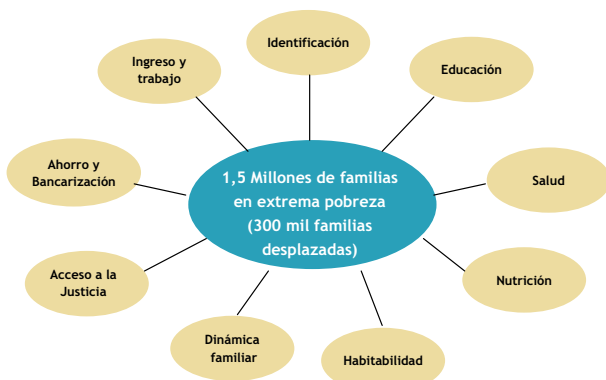 Identificación
Ingreso y
trabajo
Educación
Ahorro y
Bancarización
1,5 Millones de familias
en extrema pobreza
(300 mil familias
desplazadas)
Salud
Acceso a la
Justicia
Nutrición
Dinámica
familiar
Habitabilidad